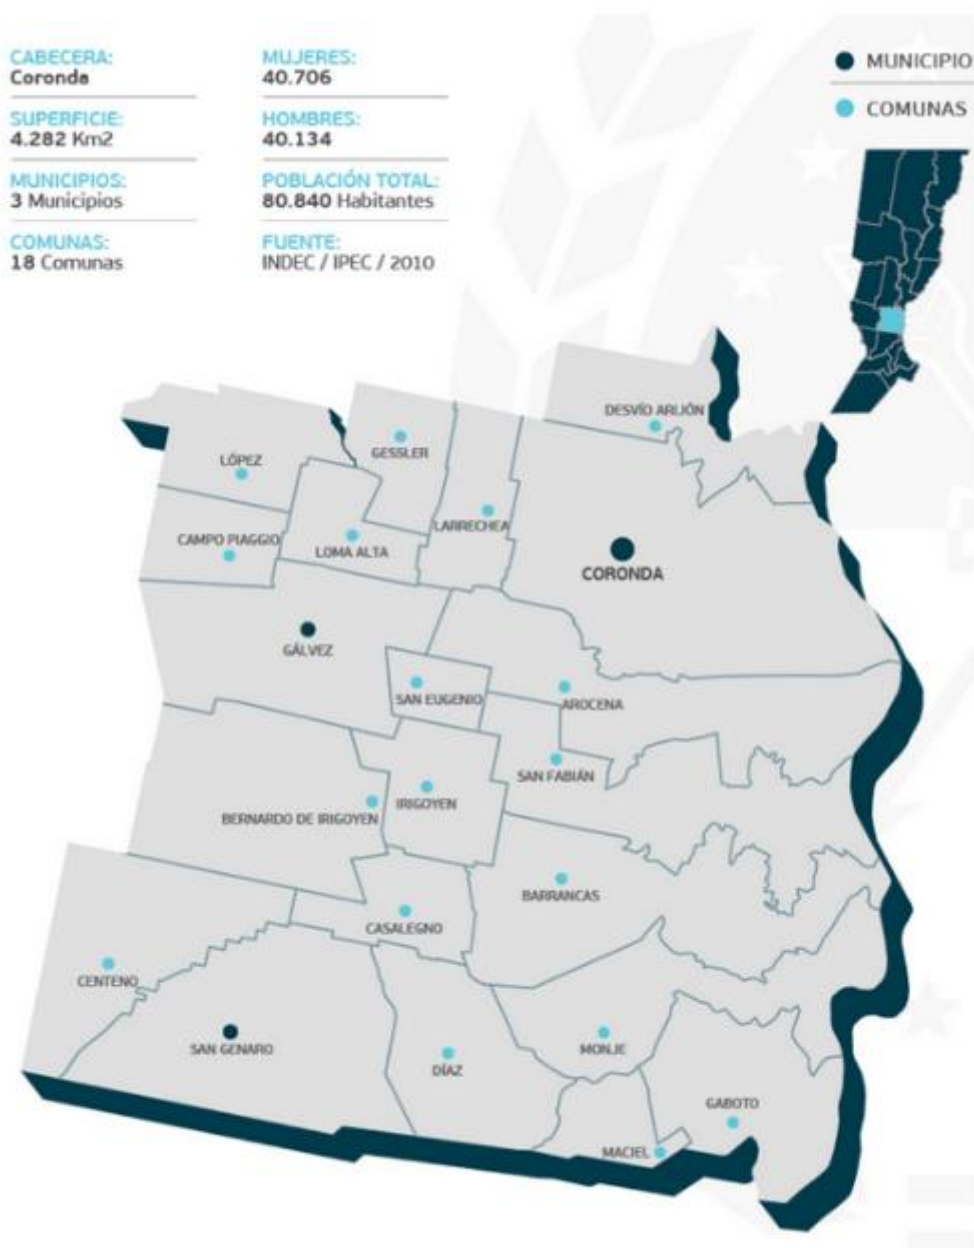 CABECERA:
Coronda
SUPERFICIE:
4.282 Km2
MUNICIPIOS:
3 Municipios
COMUNAS:
18 Comunas
MUJERES:
40.706
HOMBRES:
40.134
POBLACIÓN TOTAL:
80.840 Habitantes
FUENTE:
INDEC / IPEC / 2010
MUNICIPIO
COMUNAS
DESVÍO ARIJÓN
LÓPEZ
GESSLER
LARRECHEA
CAMPO PIAGGIO
LOMA ALTA
CORONDA
GÁLVEZ
SAN EUGENIO
AROCENA
SAN FABIÁN
IRIGOYEN
BERNARDO DE IRIGOYEN
BARRANCAS
CASALEGNO
CENTENO
SAN GENARO
MONJE
DÍAZ
GABOTO
MACIEL